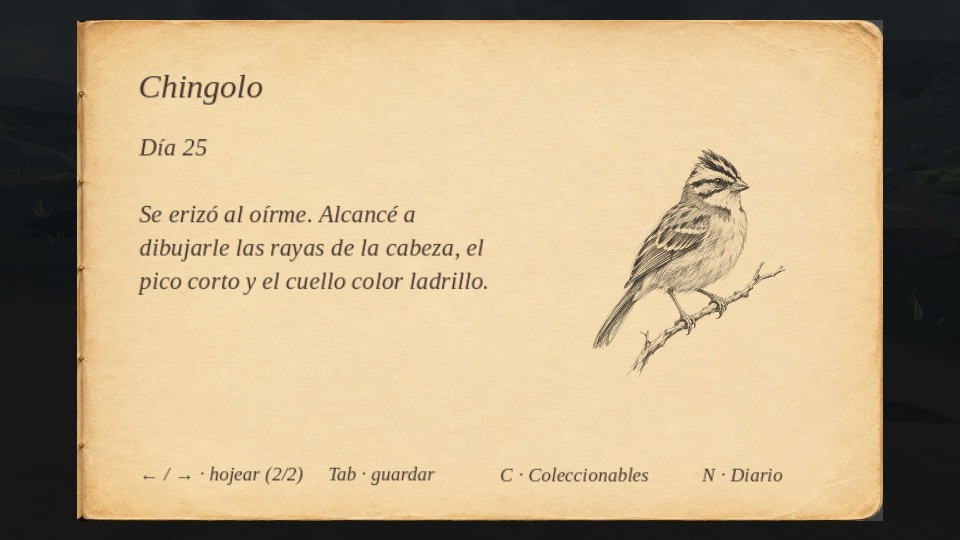 Chingolo
Día 25
Se erizó al oírme. Alcancé a
dibujarle las rayas de la cabeza, el
pico corto y el cuello color ladrillo.
← / → · hojear (2/2) Tab · guardar C · Coleccionables N · Diario